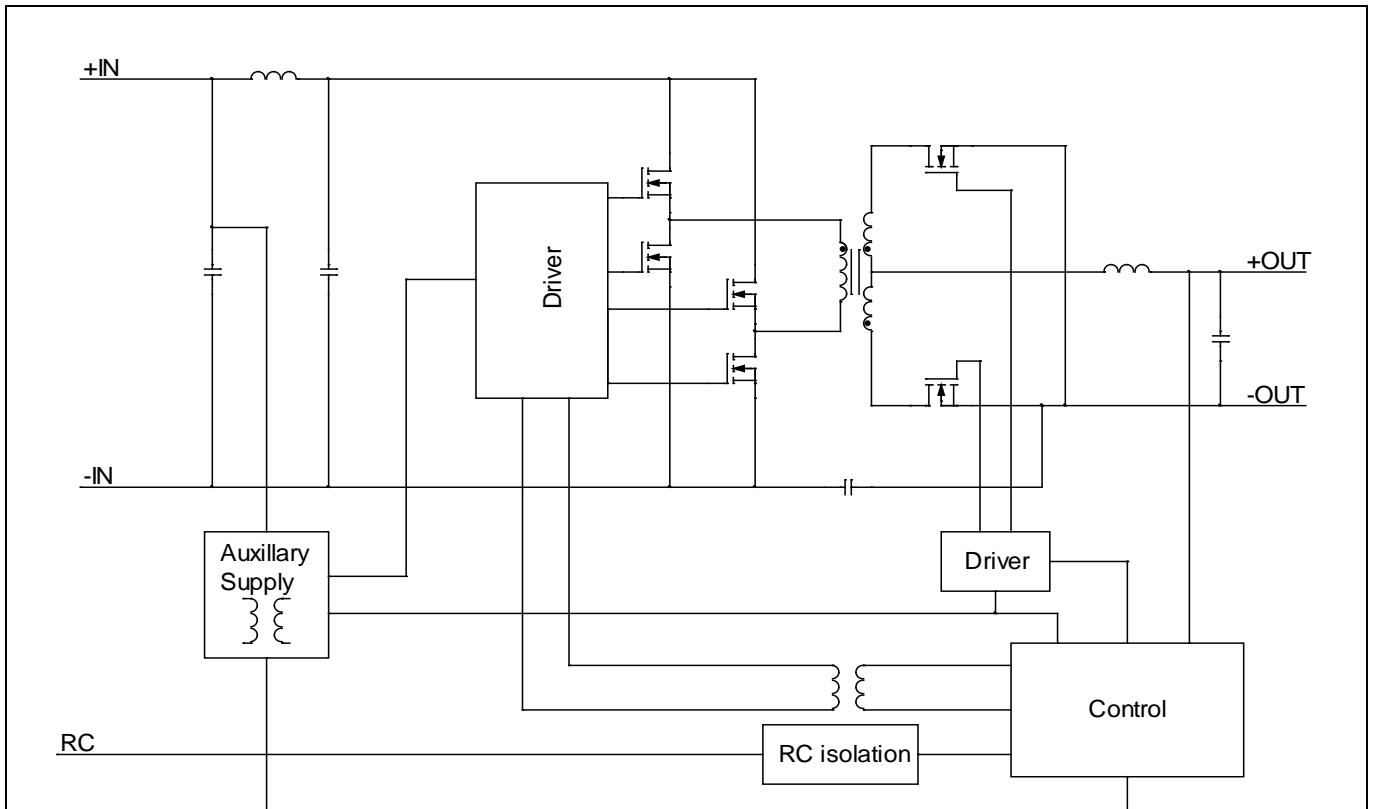 +IN
Driver
+OUT
-OUT
-IN
Auxillary
Supply
Driver
Control
RC
RC isolation